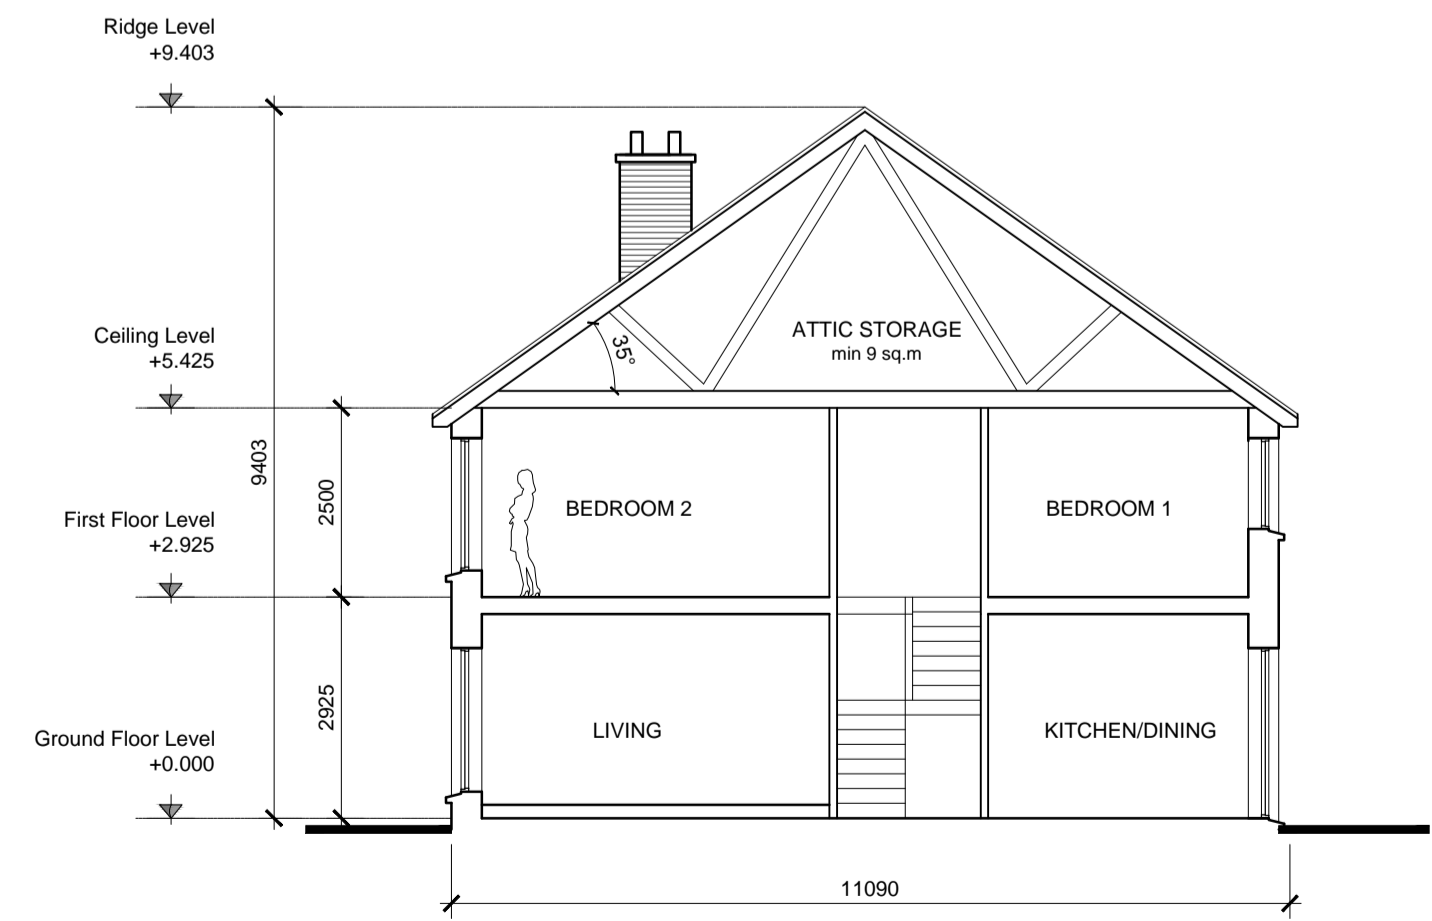 Ridge Level
+9.403
Ceiling Level
+5.425
ATTIC STORAGE
min 9 sq.m
35°
9403
2500
First Floor Level
+2.925
BEDROOM 2
BEDROOM 1
2925
Ground Floor Level
+0.000
LIVING
KITCHEN/DINING
11090